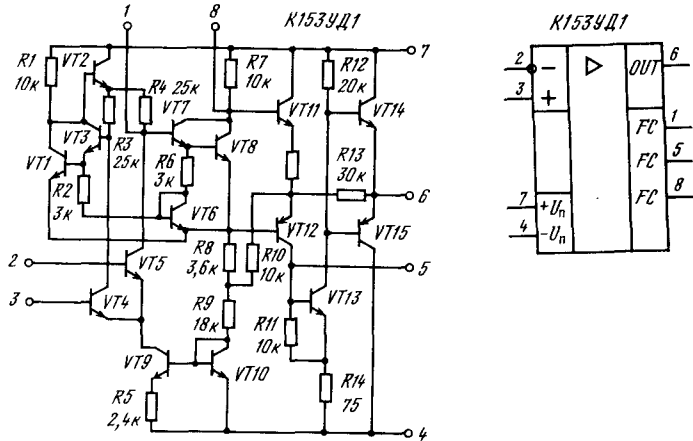 1
8
К153УД1
К153УД1
R1
10к
VT2
R4 25к
VT7
R7
10к
R12
20к
7
VT11
VT14
VT3
R3
25к
VT8
VT1
R2
3к
R6
3к
R13
30к
VT6
6
VT12
VT15
2
VT5
R8
3,6к
R10
10к
5
3
VT4
R9
18к
VT13
R11
10к
VT9
VT10
R14
75
R5
2,4к
4
2
−
▷
OUT
6
3
+
FC
1
FC
5
FC
8
7
+Uп
4
−Uп